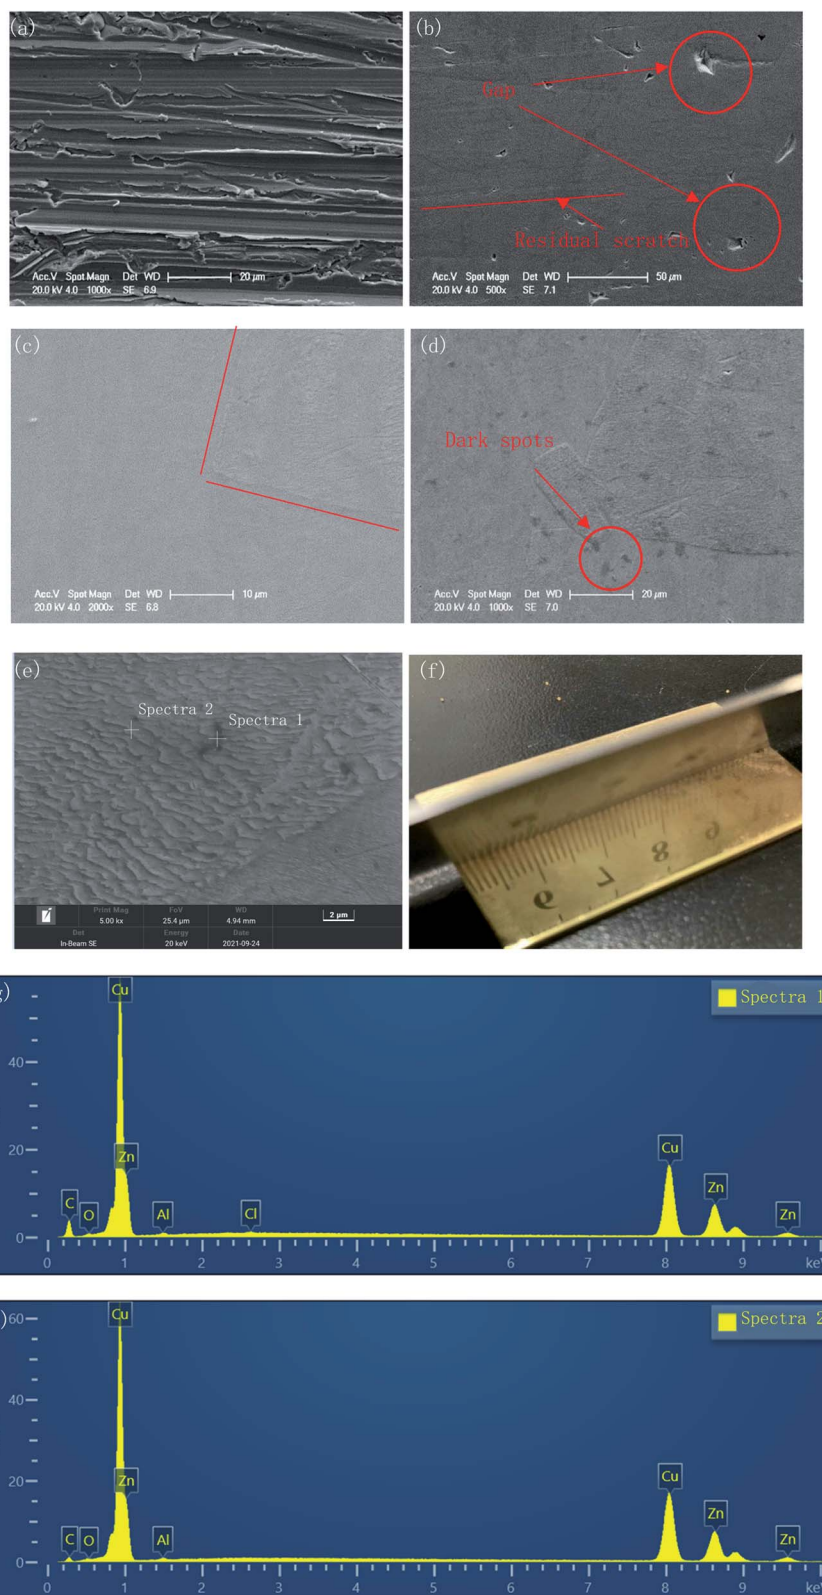 (a)
Acc.V Spot Magn Det WD 20 µm
20.0 kV 4.0 1000x SE 6.9
(b)
Gap
Residual scratch
Acc.V Spot Magn Det WD 50 µm
20.0 kV 4.0 500x SE 7.1
(c)
Acc.V Spot Magn Det WD 10 µm
20.0 kV 4.0 2000x SE 6.8
(d)
Dark spots
Acc.V Spot Magn Det WD 20 µm
20.0 kV 4.0 1000x SE 7.0
(e)
Spectra 2
Spectra 1
Print Mag FoV WD
5.00 kx 25.4 µm 4.94 mm 2 µm
Det Energy Date
In-Beam SE 20 keV 2021-09-24
(f)
7 8 9
g)
Spectra 1
Cu
40
20
Zn
Cu
C O Al Cl Zn Zn
0
0 1 2 3 4 5 6 7 8 9 ke
)
Spectra 2
60
Cu
40
20
Zn
Cu
C O Al Zn Zn
0
0 1 2 3 4 5 6 7 8 9 ke